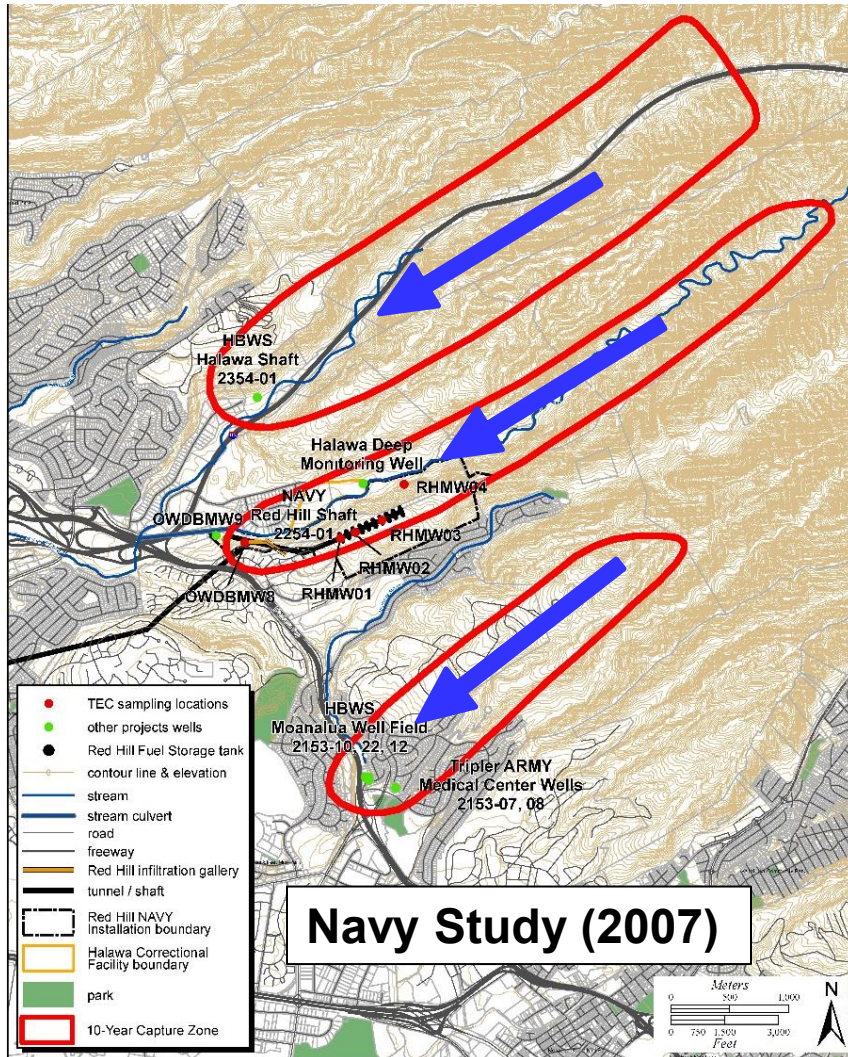 HBWS
Halawa Shaft
2354-01
Halawa Deep
Monitoring Well
RHMW04
NAVY
Red Hill Shaft
2254-01
OWDBMW9
RHMW03
RHMW02
RHMW01
OWDBMW8
HBWS
Moanalua Well Field
2153-10, 22, 12
Tripler ARMY
Medical Center Wells
2153-07, 08
TEC sampling locations
other projects wells
Red Hill Fuel Storage tank
contour line & elevation
stream
stream culvert
road
freeway
Red Hill infiltration gallery
tunnel / shaft
Red Hill NAVY
Installation boundary
Halawa Correctional
Facility boundary
park
10-Year Capture Zone
Navy Study (2007)
Meters
0 500 1,000
0 750 1,500 3,000
Feet
N